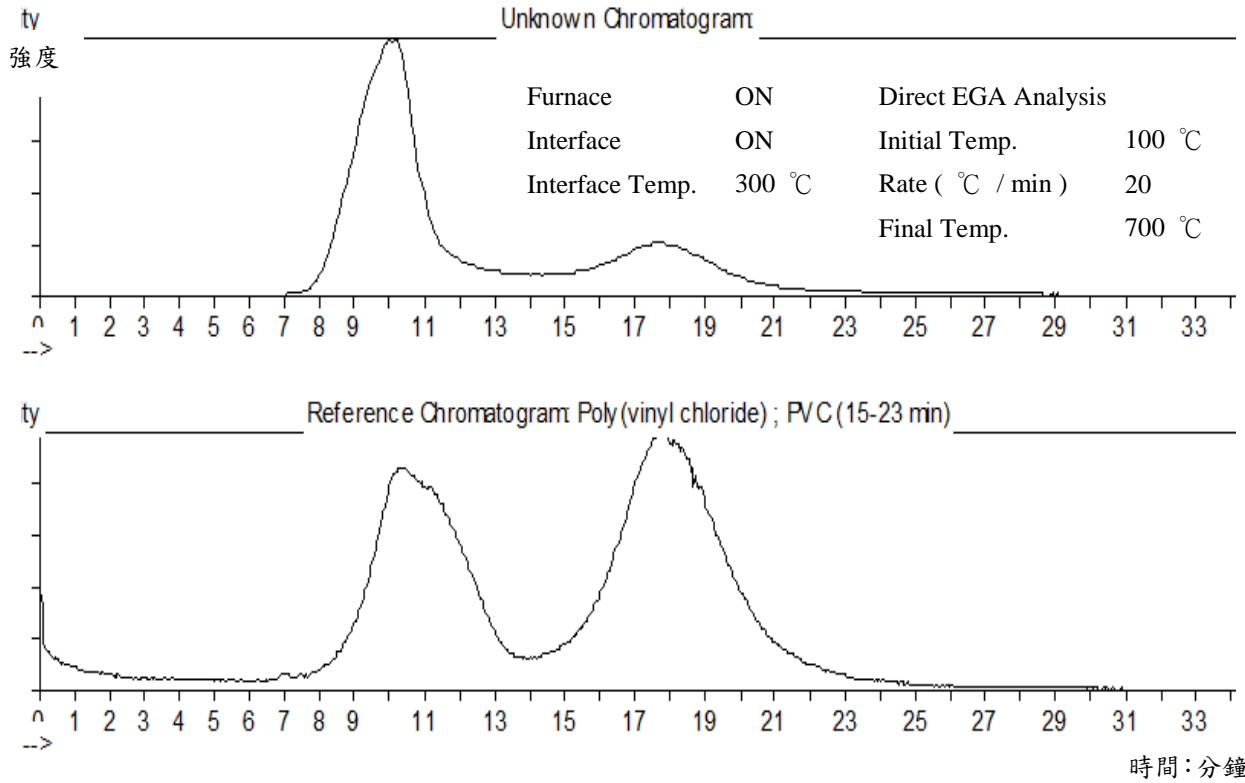 ity Unknown Chromatogram:
強度
Furnace ON Direct EGA Analysis
Interface ON Initial Temp. 100 ℃
Interface Temp. 300 ℃ Rate ( ℃ / min ) 20
Final Temp. 700 ℃
0 1 2 3 4 5 6 7 8 9 11 13 15 17 19 21 23 25 27 29 31 33
-->
ity Reference Chromatogram: Poly(vinyl chloride) ; PVC (15-23 min)
0 1 2 3 4 5 6 7 8 9 11 13 15 17 19 21 23 25 27 29 31 33
-->
時間：分鐘